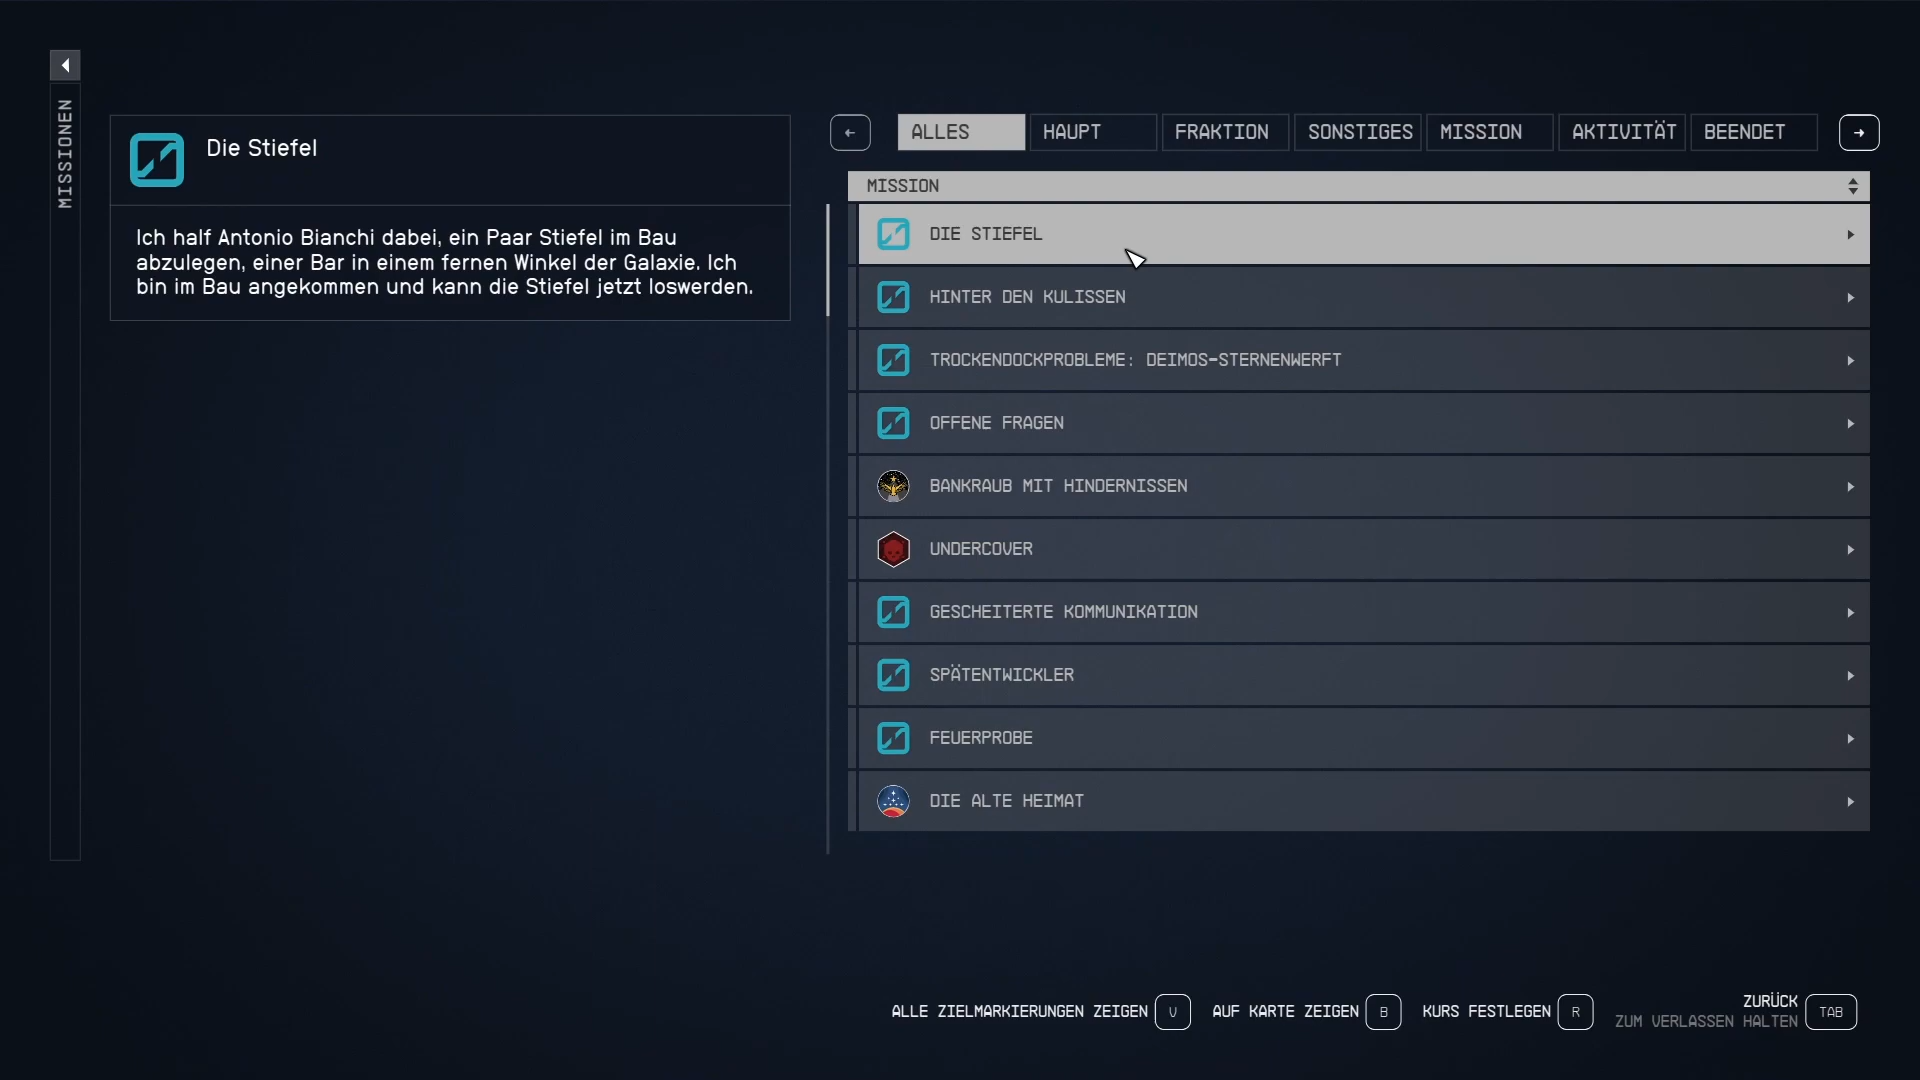 MISSIONEN
Die Stiefel
Ich half Antonio Bianchi dabei, ein Paar Stiefel im Bau
abzulegen, einer Bar in einem fernen Winkel der Galaxie. Ich
bin im Bau angekommen und kann die Stiefel jetzt loswerden.
ALLES HAUPT FRAKTION SONSTIGES MISSION AKTIVITÄT BEENDET
MISSION
DIE STIEFEL
HINTER DEN KULISSEN
TROCKENDOCKPROBLEME: DEIMOS-STERNENWERFT
OFFENE FRAGEN
BANKRAUB MIT HINDERNISSEN
UNDERCOVER
GESCHEITERTE KOMMUNIKATION
SPÄTENTWICKLER
FEUERPROBE
DIE ALTE HEIMAT
ALLE ZIELMARKIERUNGEN ZEIGEN V AUF KARTE ZEIGEN B KURS FESTLEGEN R ZURÜCK TAB
ZUM VERLASSEN HALTEN